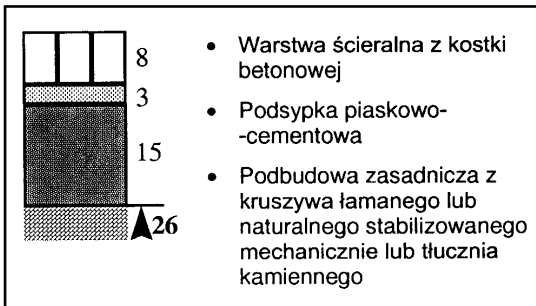 8
3
15
26
• Warstwa ścieralna z kostki
betonowej
• Podsypka piaskowo-
-cementowa
• Podbudowa zasadnicza z
kruszywa łamanego lub
naturalnego stabilizowanego
mechanicznie lub tłucznia
kamiennego